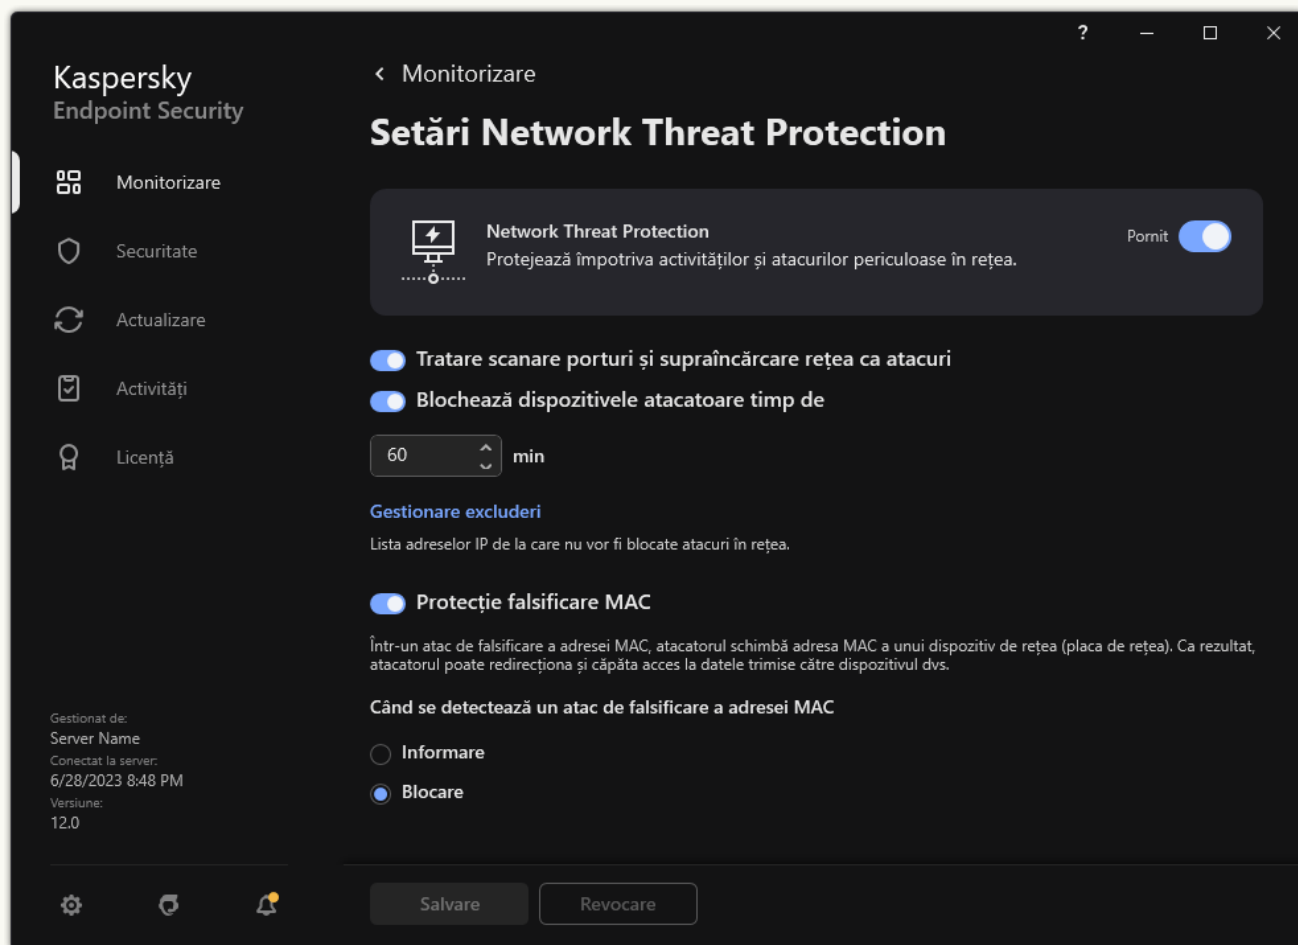 ?
Kaspersky
Endpoint Security
Monitorizare
Securitate
Actualizare
Activități
Licență
Gestionat de:
Server Name
Conectat la server:
6/28/2023 8:48 PM
Versiune:
12.0
Monitorizare
Setări Network Threat Protection
Network Threat Protection
Protejează împotriva activităților și atacurilor periculoase în rețea.
Pornit
Tratare scanare porturi și supraîncărcare rețea ca atacuri
Blochează dispozitivele atacatoare timp de
60 min
Gestionare excluderi
Lista adreselor IP de la care nu vor fi blocate atacuri în rețea.
Protecție falsificare MAC
Într-un atac de falsificare a adresei MAC, atacatorul schimbă adresa MAC a unui dispozitiv de rețea (placa de rețea). Ca rezultat,
atacatorul poate redirecționa și căpăta acces la datele trimise către dispozitivul dvs.
Când se detectează un atac de falsificare a adresei MAC
Informare
Blocare
Salvare
Revocare